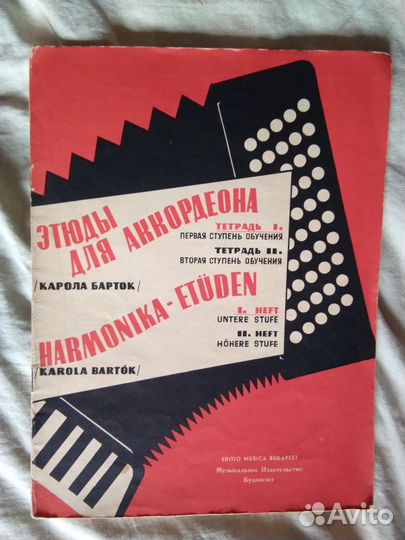 ЭТЮДЫ
ДЛЯ АККОРДЕОНА
ТЕТРАДЬ I.
ПЕРВАЯ СТУПЕНЬ ОБУЧЕНИЯ
ТЕТРАДЬ II.
ВТОРАЯ СТУПЕНЬ ОБУЧЕНИЯ
/КАРОЛА БАРТОК/
HARMONIKA-ETÜDEN
I. HEFT
UNTERE STUFE
II. HEFT
HÖHERE STUFE
/KAROLA BARTÓK/
EDITIO MUSICA BUDAPEST
Музыкальное Издательство
Будапешт
Avito